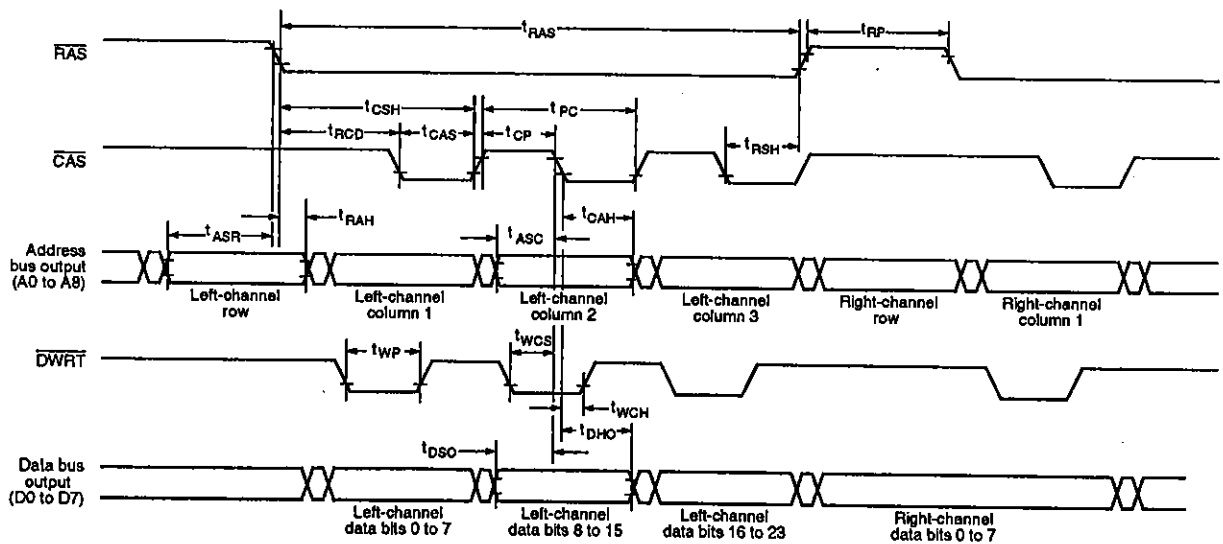 tRAS
tRP
RAS
tCSH
tPC
tRCD
tCAS
tCP
tRSH
CAS
tRAH
tCAH
tASR
tASC
Address
bus output
(A0 to A8)
Left-channel
row
Left-channel
column 1
Left-channel
column 2
Left-channel
column 3
Right-channel
row
Right-channel
column 1
DWRT
tWP
tWCS
tWCH
tDHO
tDSO
Data bus
output
(D0 to D7)
Left-channel
data bits 0 to 7
Left-channel
data bits 8 to 15
Left-channel
data bits 16 to 23
Right-channel
data bits 0 to 7